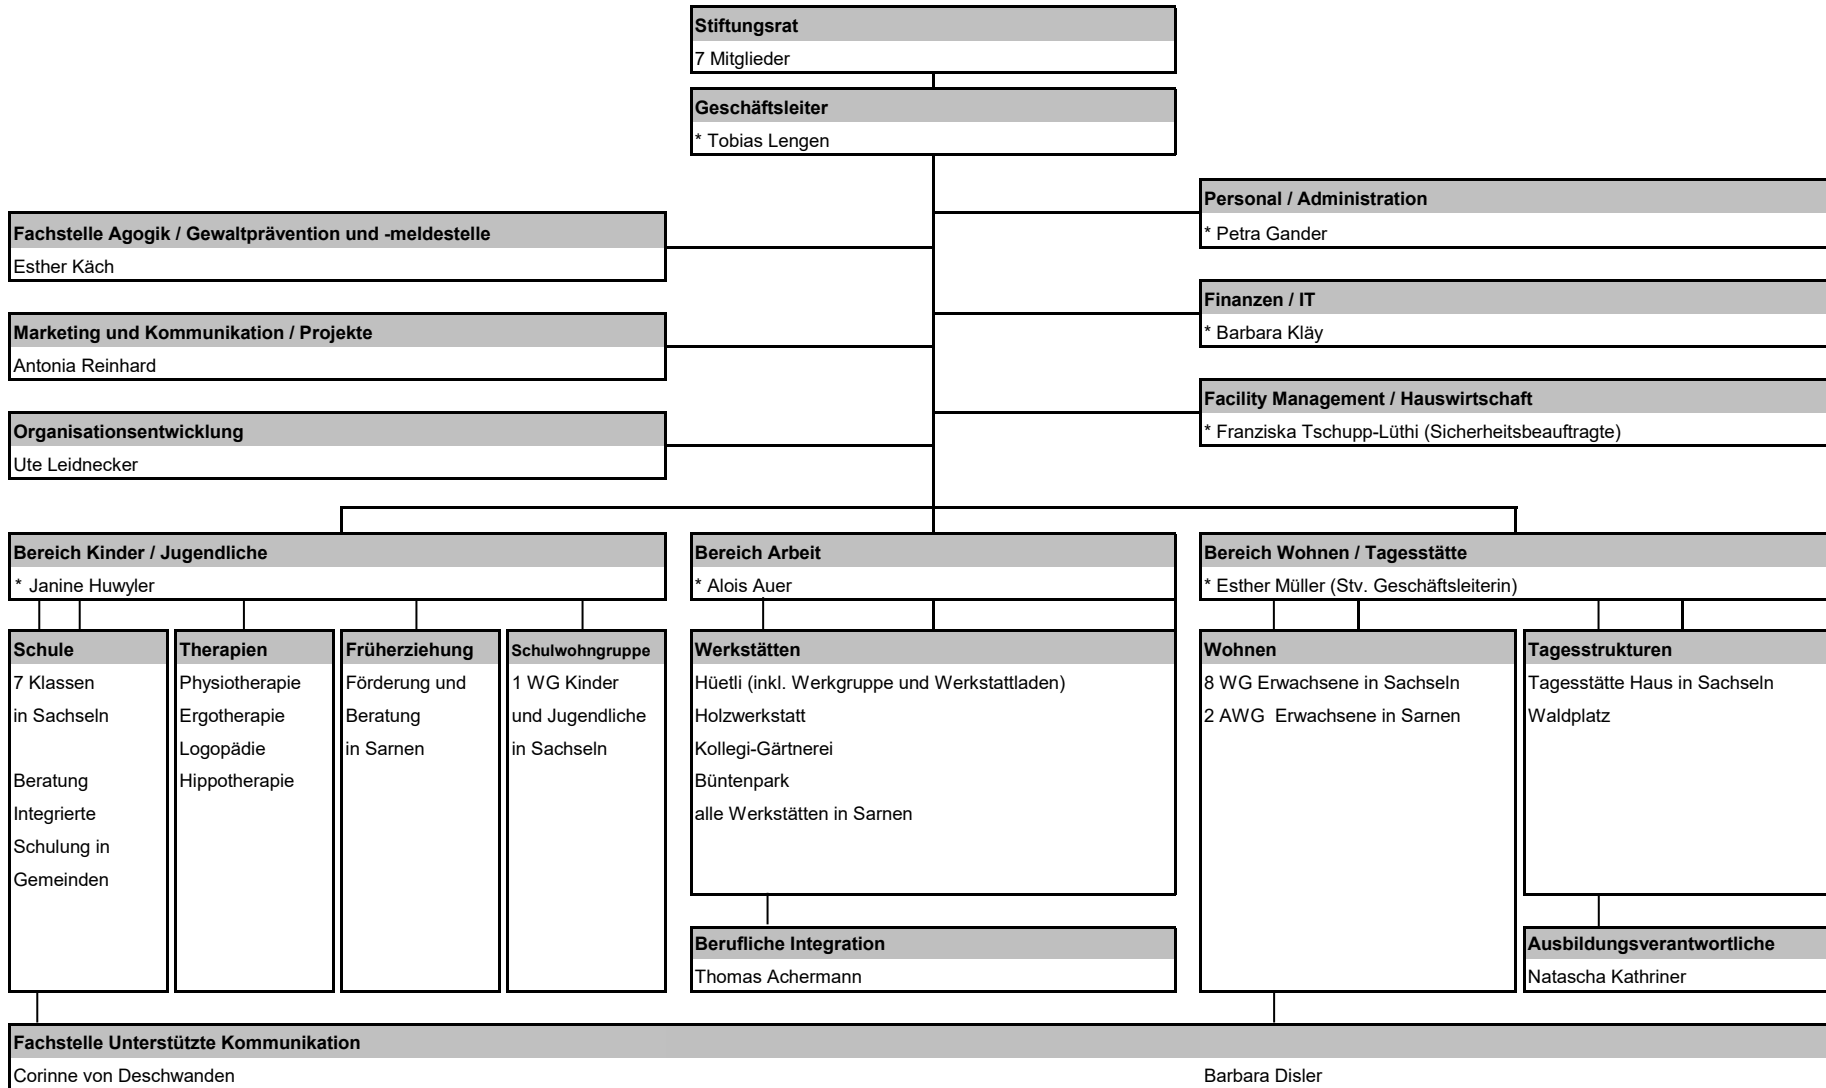 Stiftungsrat
7 Mitglieder
Geschäftsleiter
* Tobias Lengen
Personal / Administration
* Petra Gander
Fachstelle Agogik / Gewaltprävention und -meldestelle
Esther Käch
Finanzen / IT
* Barbara Kläy
Marketing und Kommunikation / Projekte
Antonia Reinhard
Facility Management / Hauswirtschaft
* Franziska Tschupp-Lüthi (Sicherheitsbeauftragte)
Organisationsentwicklung
Ute Leidnecker
Bereich Kinder / Jugendliche
* Janine Huwyler
Bereich Arbeit
* Alois Auer
Bereich Wohnen / Tagesstätte
* Esther Müller (Stv. Geschäftsleiterin)
Schule
7 Klassen
in Sachseln
Beratung
Integrierte
Schulung in
Gemeinden
Therapien
Physiotherapie
Ergotherapie
Logopädie
Hippotherapie
Früherziehung
Förderung und
Beratung
in Sarnen
Schulwohngruppe
1 WG Kinder
und Jugendliche
in Sachseln
Werkstätten
Hüetli (inkl. Werkgruppe und Werkstattladen)
Holzwerkstatt
Kollegi-Gärtnerei
Büntenpark
alle Werkstätten in Sarnen
Berufliche Integration
Thomas Achermann
Wohnen
8 WG Erwachsene in Sachseln
2 AWG Erwachsene in Sarnen
Tagesstrukturen
Tagesstätte Haus in Sachseln
Waldplatz
Ausbildungsverantwortliche
Natascha Kathriner
Fachstelle Unterstützte Kommunikation
Corinne von Deschwanden
Barbara Disler